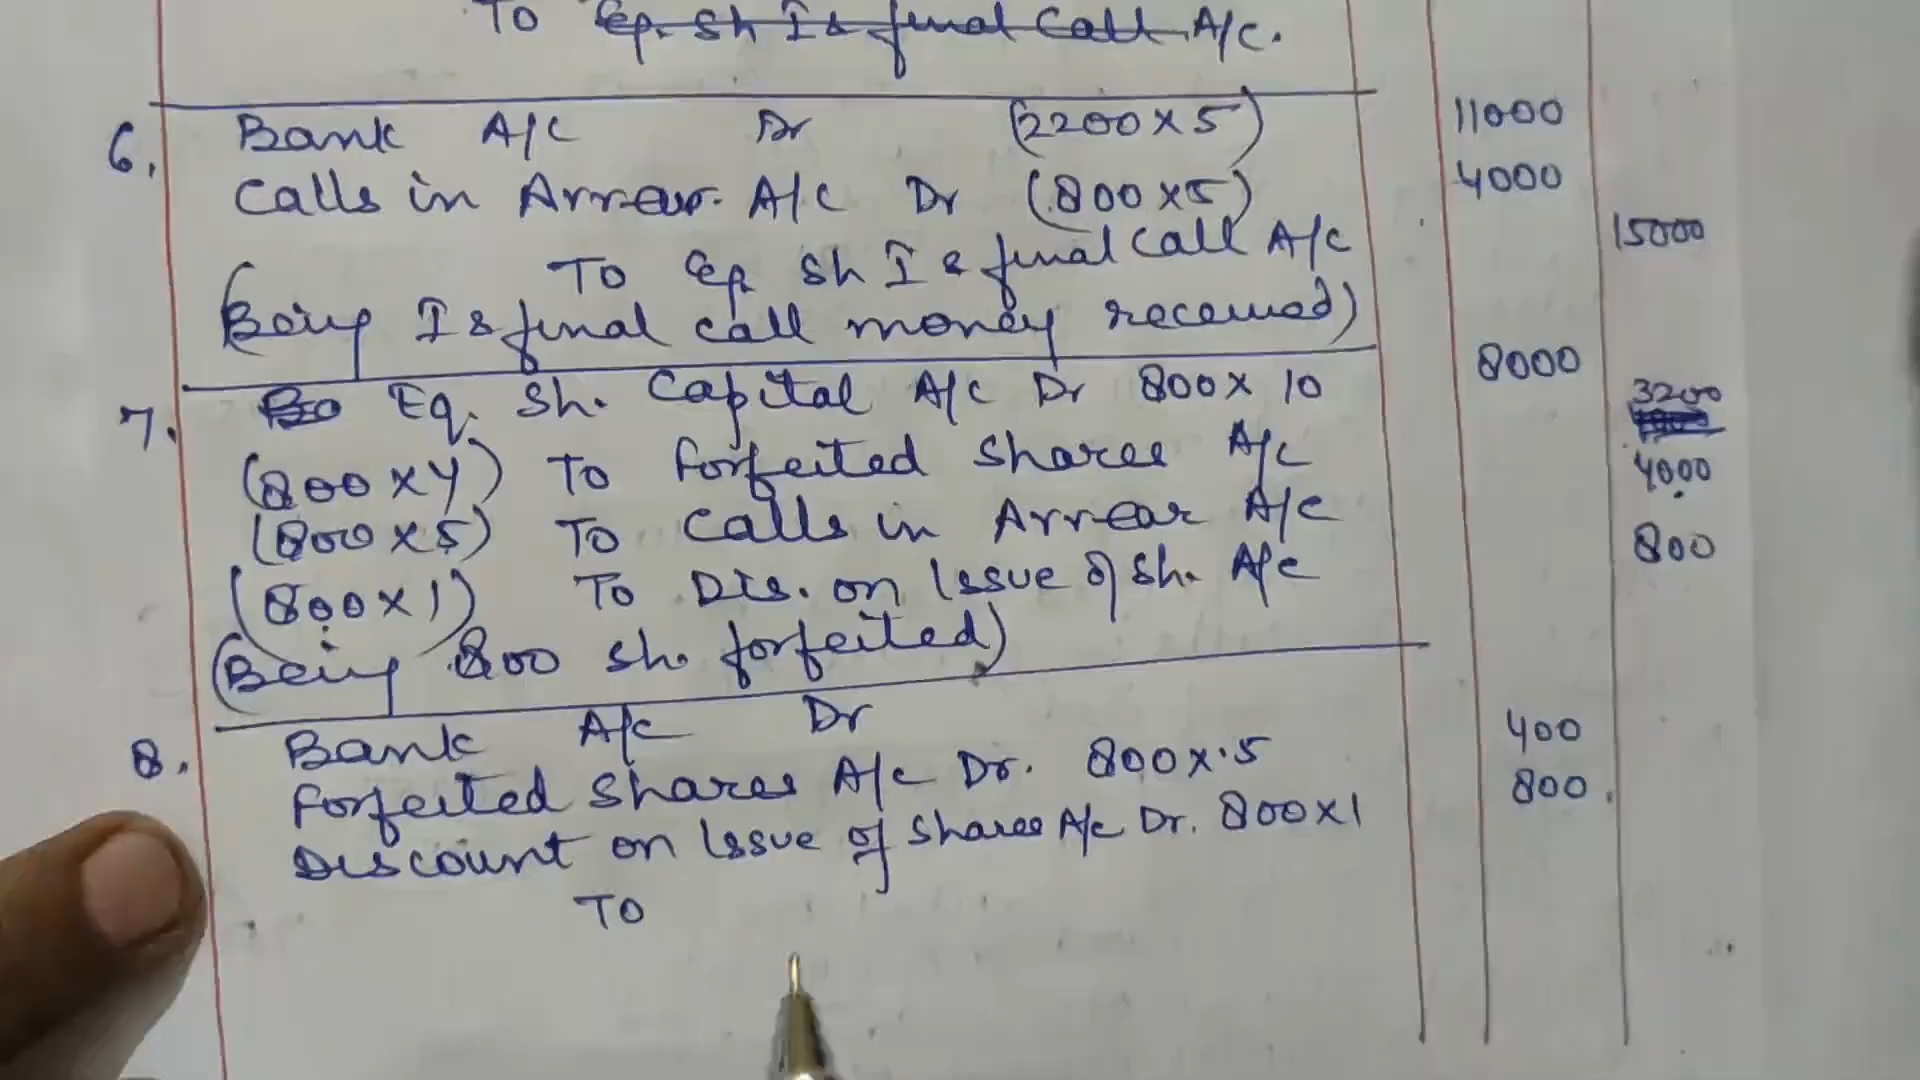 To Eq. Sh I & final Call A/c.
6. Bank A/c Dr (2200 x 5) 11000
Calls in Arrear. A/c Dr (800 x 5) 4000
To Eq. Sh I & final Call A/c 15000
(Being I & final call money received)
7. Eq. Sh. Capital A/c Dr 800 x 10 8000
(800 x 4) To forfeited Shares A/c 3200
(800 x 5) To Calls in Arrear A/c 4000
(800 x 1) To Dis. on Issue of Sh. A/c 800
(Being 800 Sh. forfeited)
8. Bank A/c Dr
Forfeited Shares A/c Dr. 800 x .5 400
Discount on Issue of Shares A/c Dr. 800 x 1 800
To